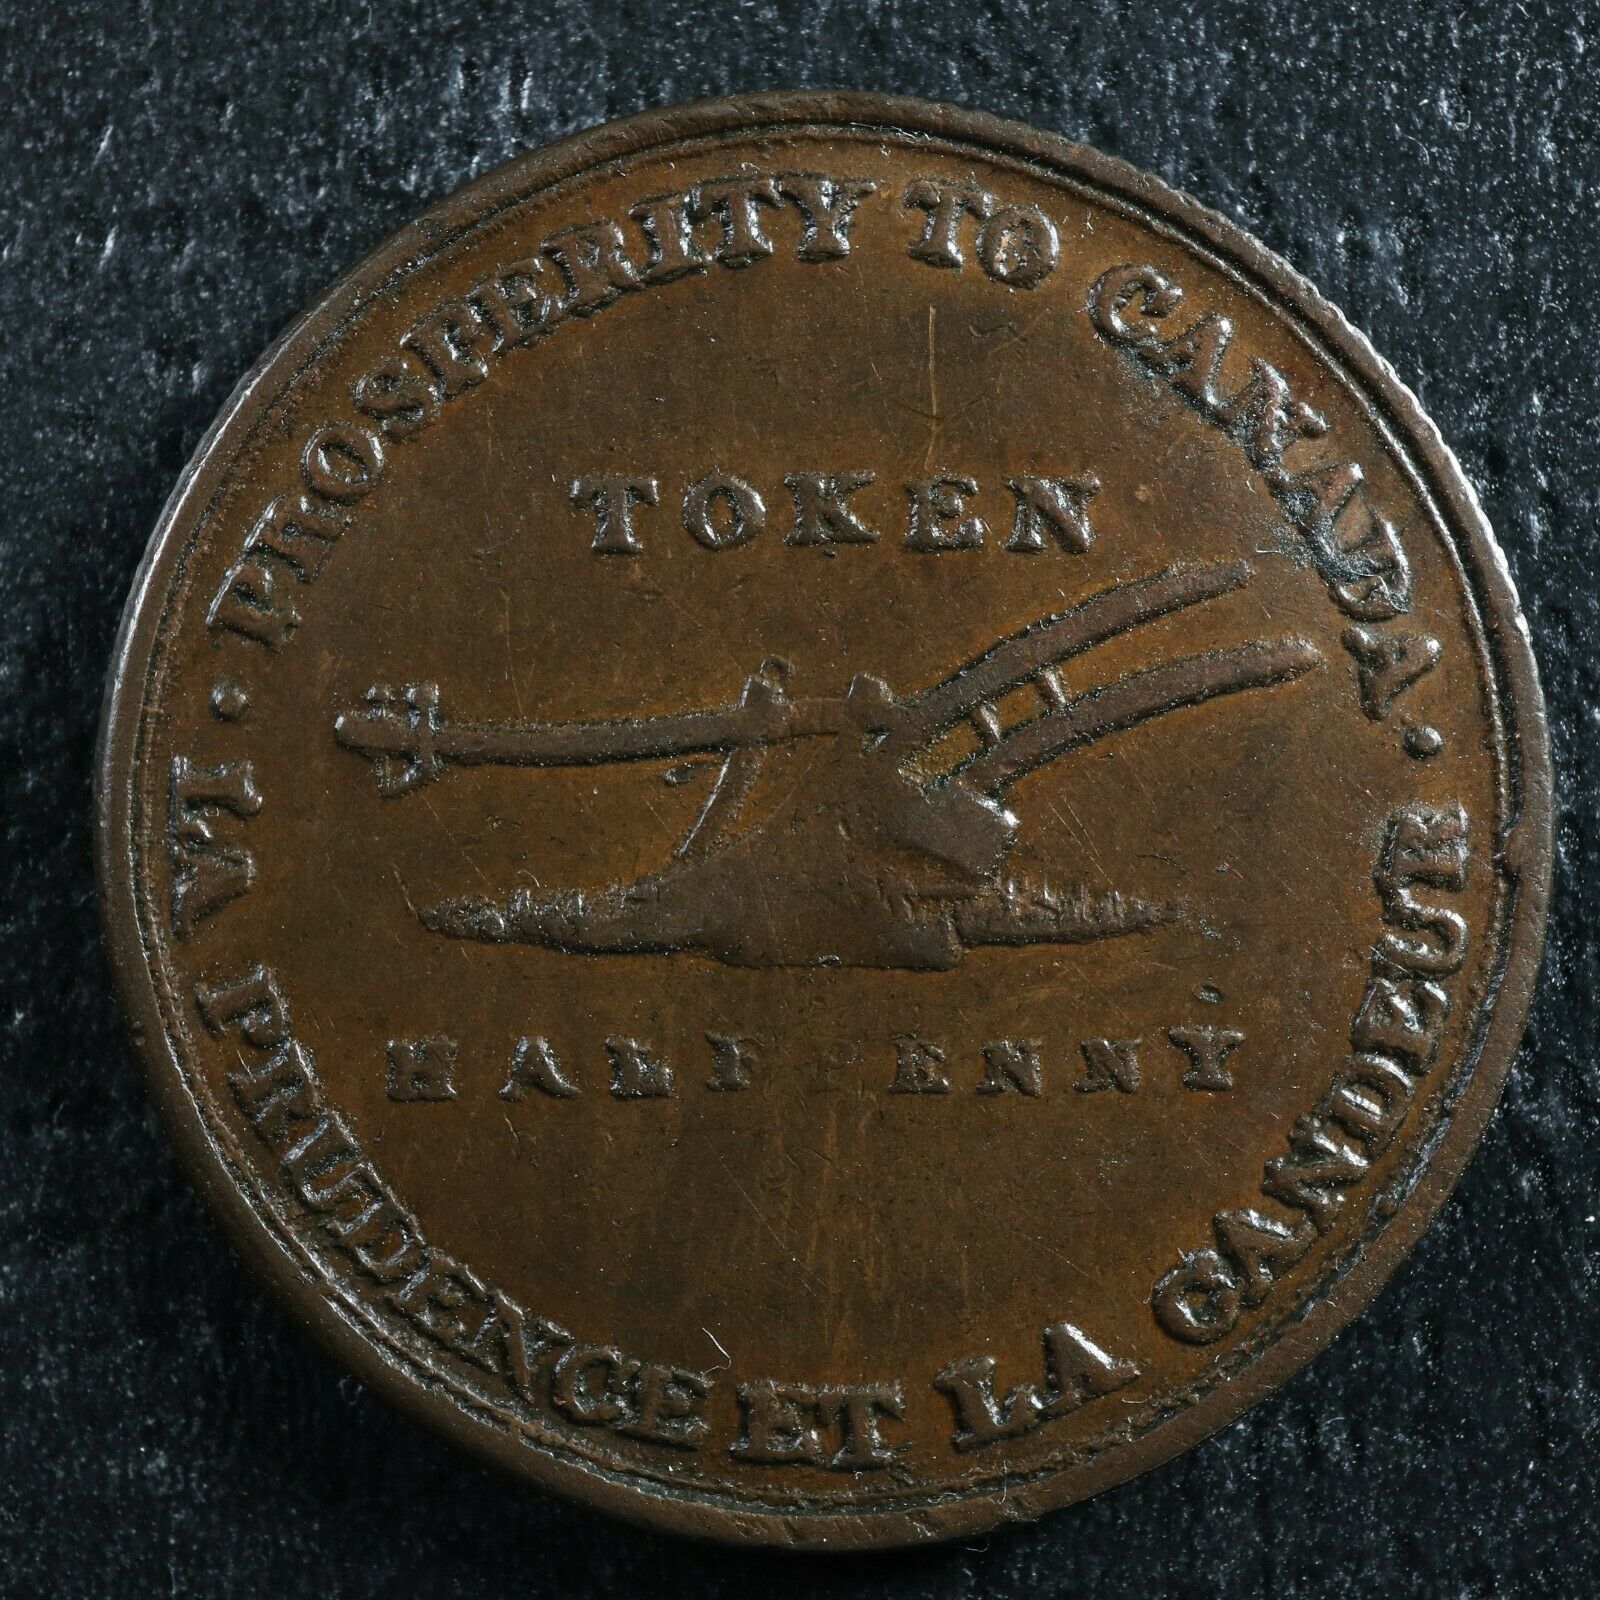 · PROSPERITY TO CANADA ·
TOKEN
HALFPENNY
LA PRUDENCE ET LA CANDEUR